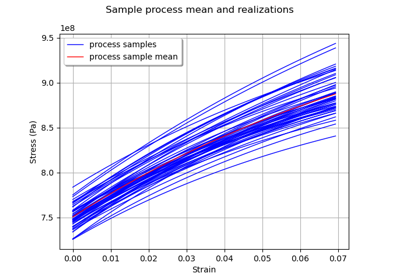 Sample process mean and realizations
1e8
process samples
process sample mean
9.5
9.0
8.5
8.0
7.5
Stress (Pa)
0.00 0.01 0.02 0.03 0.04 0.05 0.06 0.07
Strain